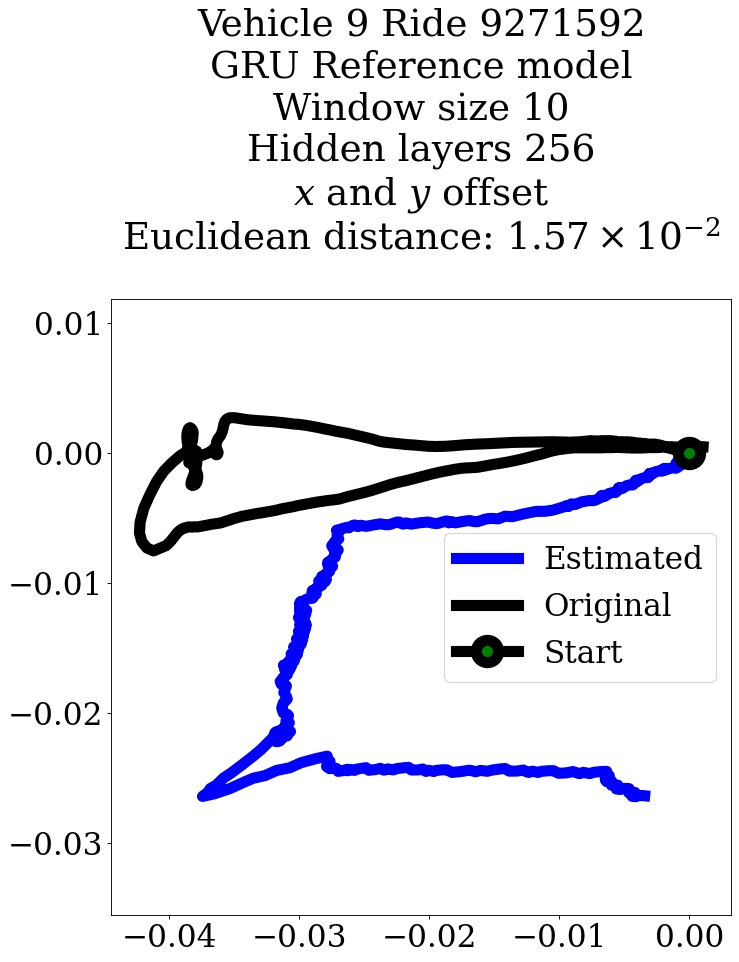 Vehicle 9 Ride 9271592
GRU Reference model
Window size 10
Hidden layers 256
x and y offset
Euclidean distance: 1.57 × 10⁻²
0.01
0.00
−0.01
−0.02
−0.03
Estimated
Original
Start
−0.04 −0.03 −0.02 −0.01 0.00